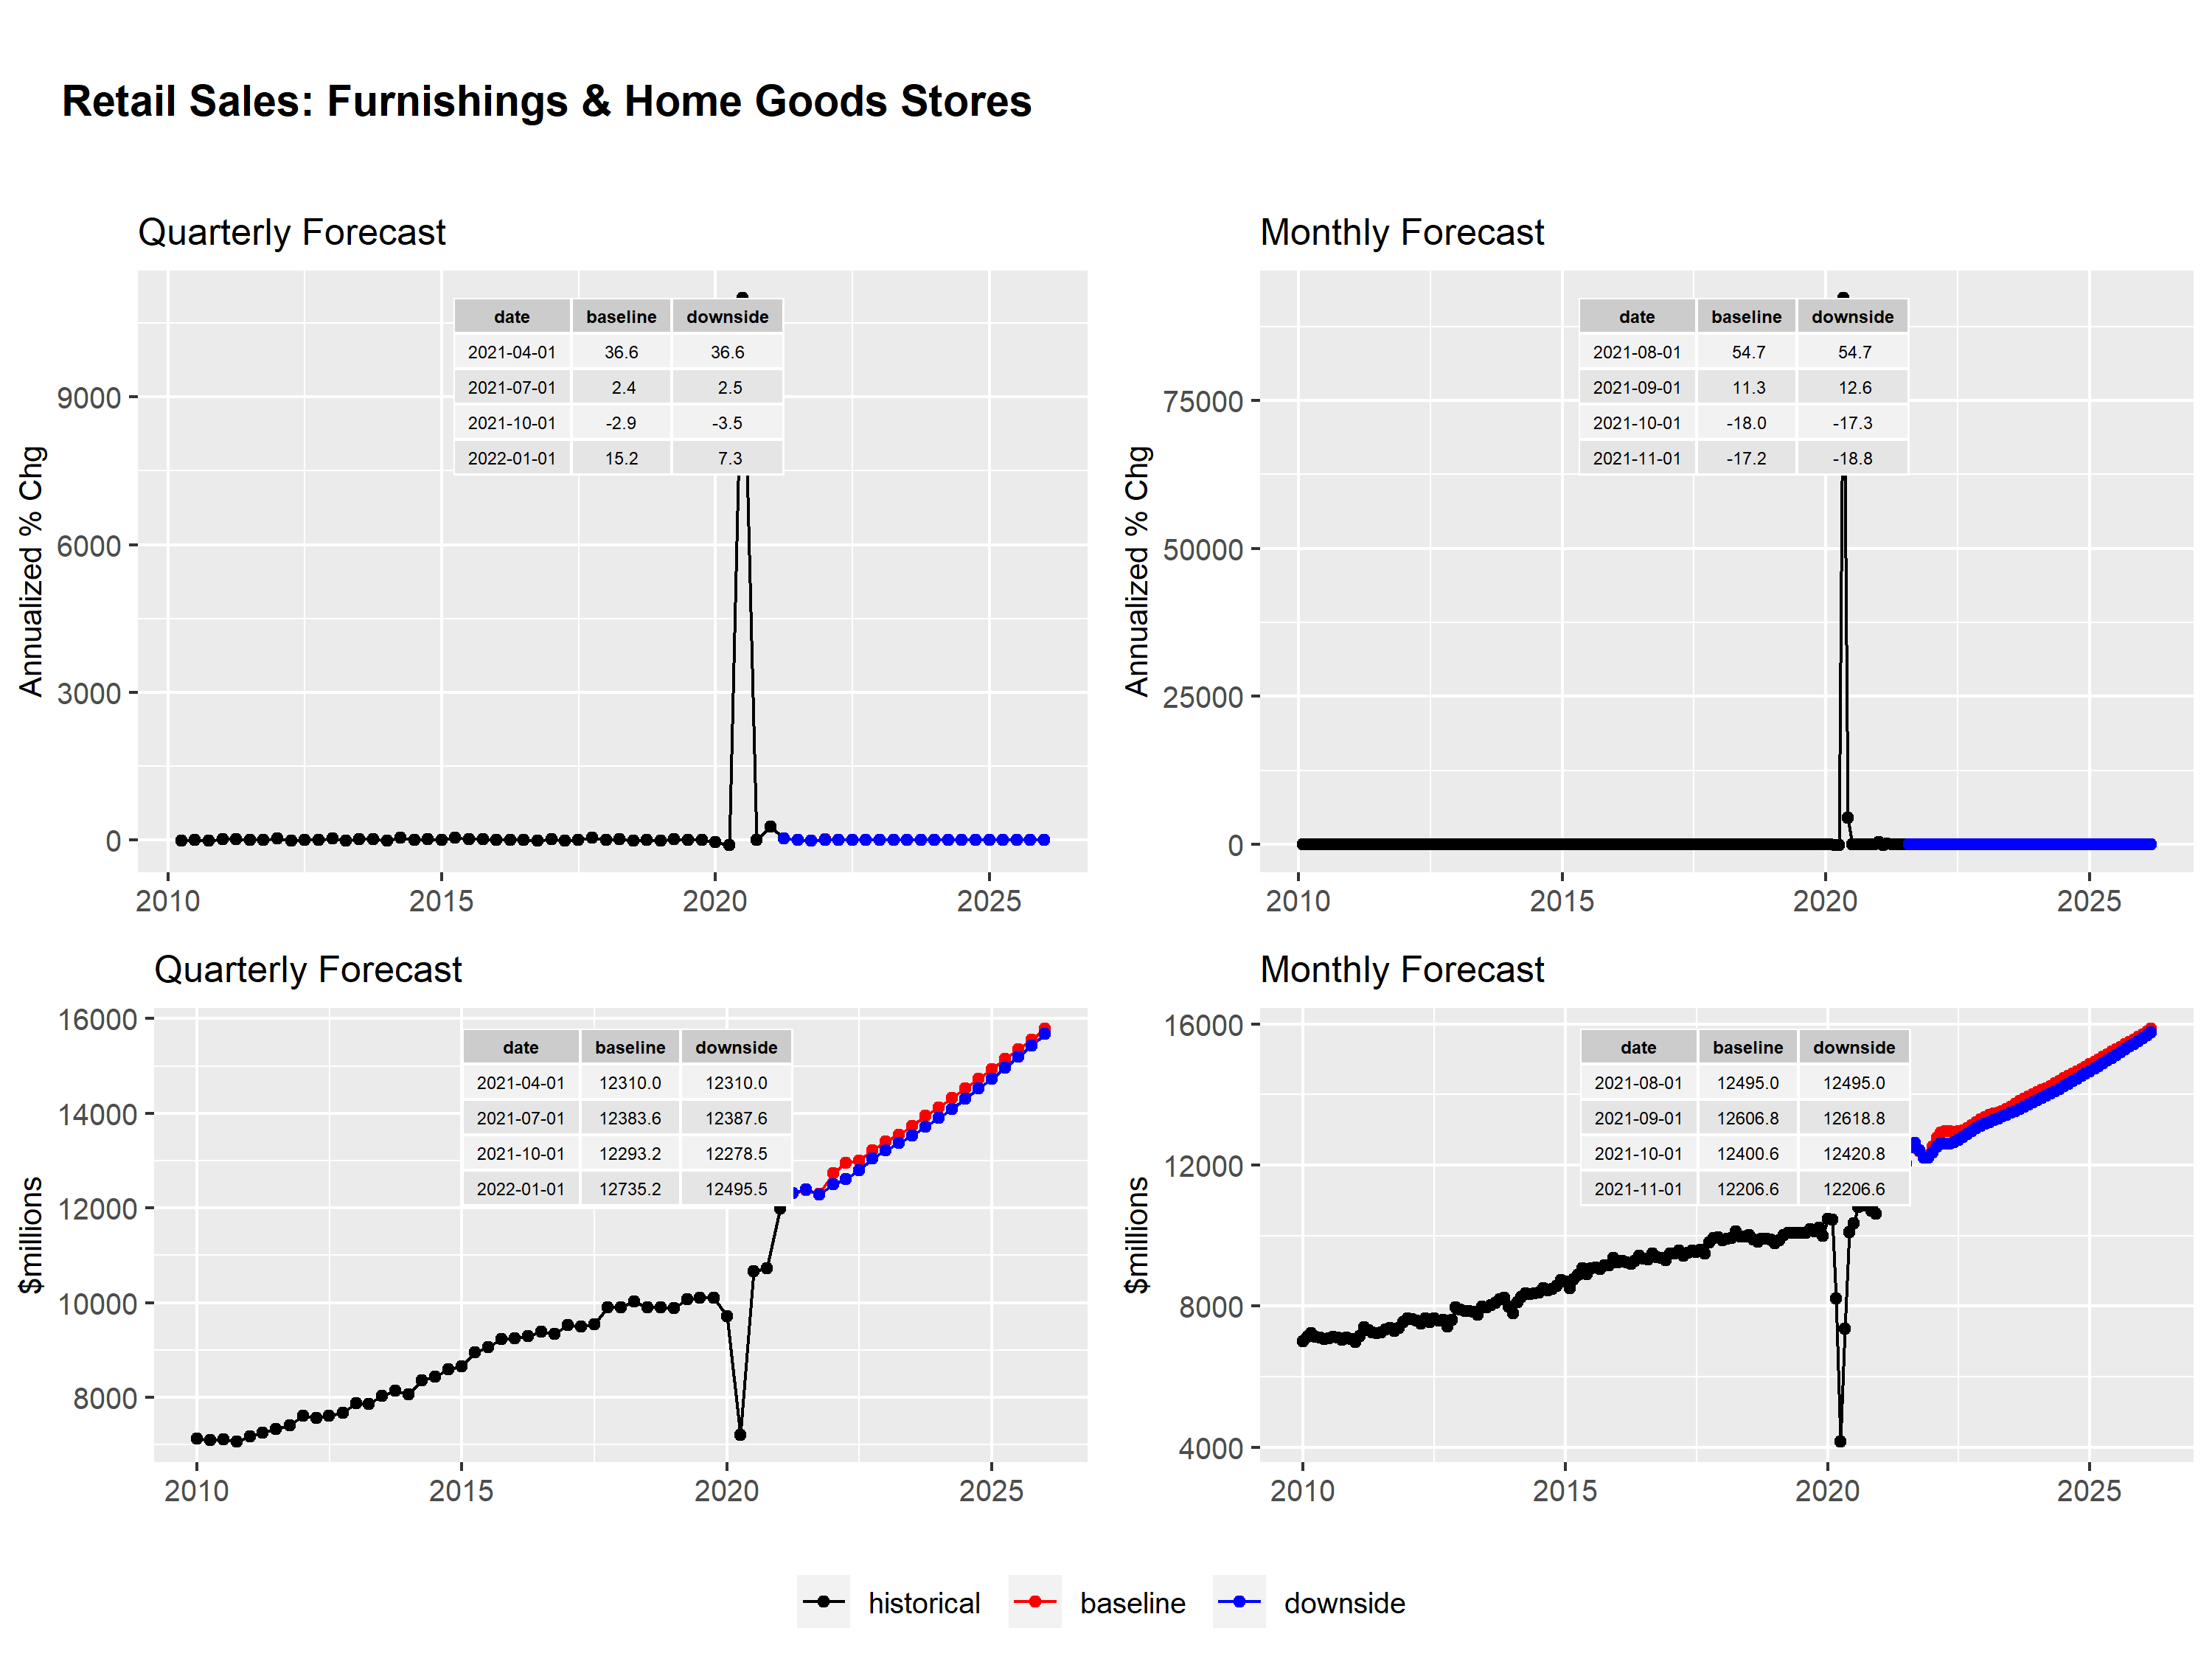 Retail Sales: Furnishings & Home Goods Stores
Quarterly Forecast
Annualized % Chg
9000
6000
3000
0
2010 2015 2020 2025
date baseline downside
2021-04-01 36.6 36.6
2021-07-01 2.4 2.5
2021-10-01 -2.9 -3.5
2022-01-01 15.2 7.3
Monthly Forecast
Annualized % Chg
75000
50000
25000
0
2010 2015 2020 2025
date baseline downside
2021-08-01 54.7 54.7
2021-09-01 11.3 12.6
2021-10-01 -18.0 -17.3
2021-11-01 -17.2 -18.8
Quarterly Forecast
$millions
16000
14000
12000
10000
8000
2010 2015 2020 2025
date baseline downside
2021-04-01 12310.0 12310.0
2021-07-01 12383.6 12387.6
2021-10-01 12293.2 12278.5
2022-01-01 12735.2 12495.5
Monthly Forecast
$millions
16000
12000
8000
4000
2010 2015 2020 2025
date baseline downside
2021-08-01 12495.0 12495.0
2021-09-01 12606.8 12618.8
2021-10-01 12400.6 12420.8
2021-11-01 12206.6 12206.6
historical baseline downside